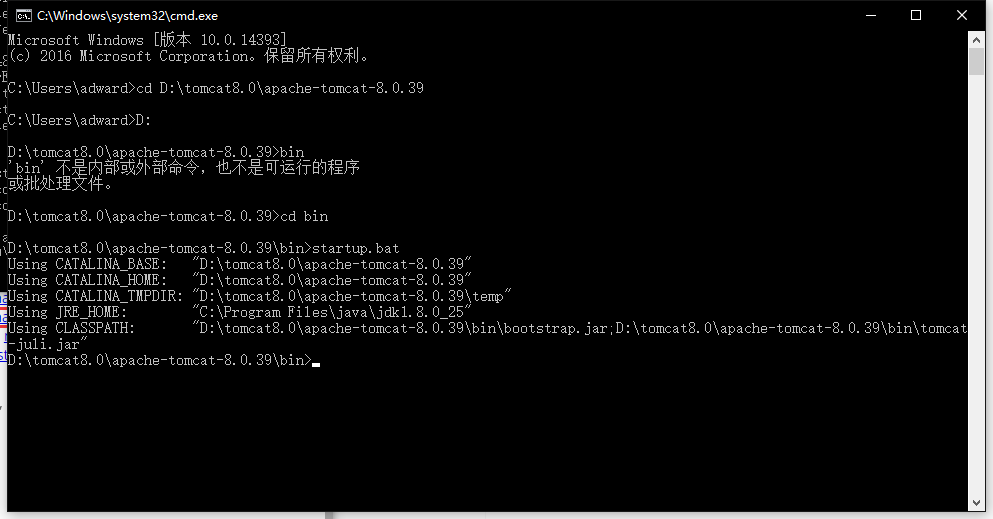 C:\Windows\system32\cmd.exe
Microsoft Windows [版本 10.0.14393]
(c) 2016 Microsoft Corporation。保留所有权利。
C:\Users\adward>cd D:\tomcat8.0\apache-tomcat-8.0.39
C:\Users\adward>D:
D:\tomcat8.0\apache-tomcat-8.0.39>bin
'bin' 不是内部或外部命令，也不是可运行的程序
或批处理文件。
D:\tomcat8.0\apache-tomcat-8.0.39>cd bin
D:\tomcat8.0\apache-tomcat-8.0.39\bin>startup.bat
Using CATALINA_BASE:   "D:\tomcat8.0\apache-tomcat-8.0.39"
Using CATALINA_HOME:   "D:\tomcat8.0\apache-tomcat-8.0.39"
Using CATALINA_TMPDIR: "D:\tomcat8.0\apache-tomcat-8.0.39\temp"
Using JRE_HOME:        "C:\Program Files\java\jdk1.8.0_25"
Using CLASSPATH:       "D:\tomcat8.0\apache-tomcat-8.0.39\bin\bootstrap.jar;D:\tomcat8.0\apache-tomcat-8.0.39\bin\tomcat
-juli.jar"
D:\tomcat8.0\apache-tomcat-8.0.39\bin>